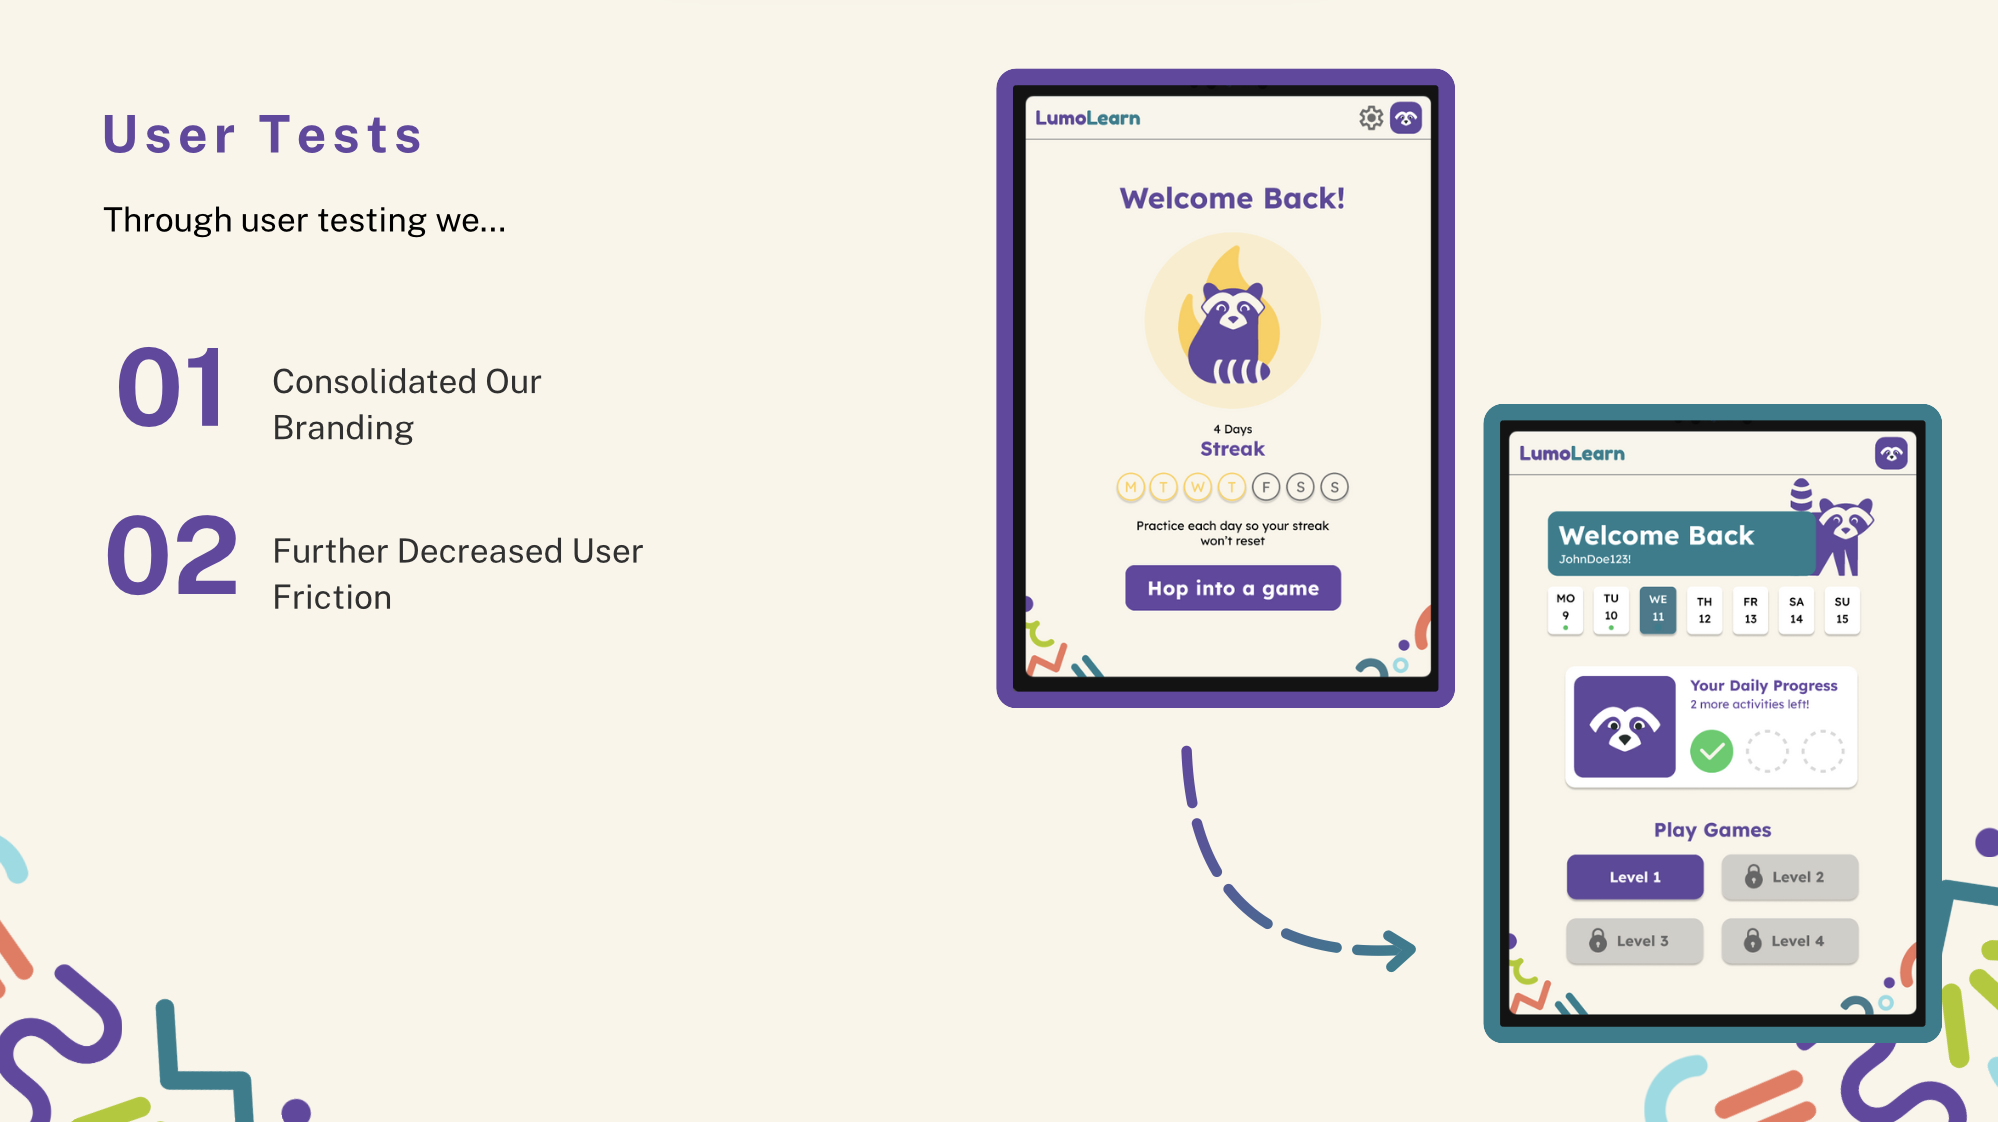 User Tests
Through user testing we...
01
Consolidated Our
Branding
02
Further Decreased User
Friction
LumoLearn
Welcome Back!
4 Days
Streak
M T W T F S S
Practice each day so your streak
won't reset
Hop into a game
LumoLearn
Welcome Back
JohnDoe123!
MO TU WE TH FR SA SU
9 10 11 12 13 14 15
Your Daily Progress
2 more activities left!
Play Games
Level 1 Level 2
Level 3 Level 4